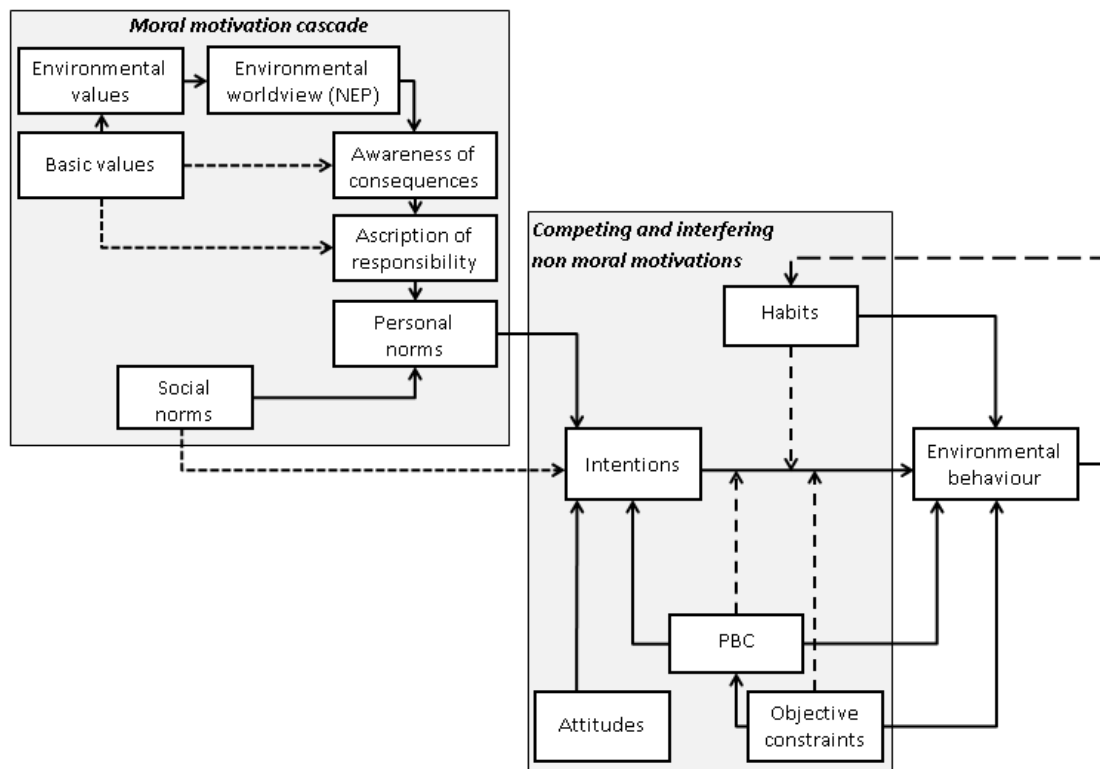 Moral motivation cascade
Environmental
values
Environmental
worldview (NEP)
Basic values
Awareness of
consequences
Ascription of
responsibility
Personal
norms
Social
norms
Competing and interfering
non moral motivations
Habits
Intentions
Environmental
behaviour
PBC
Attitudes
Objective
constraints